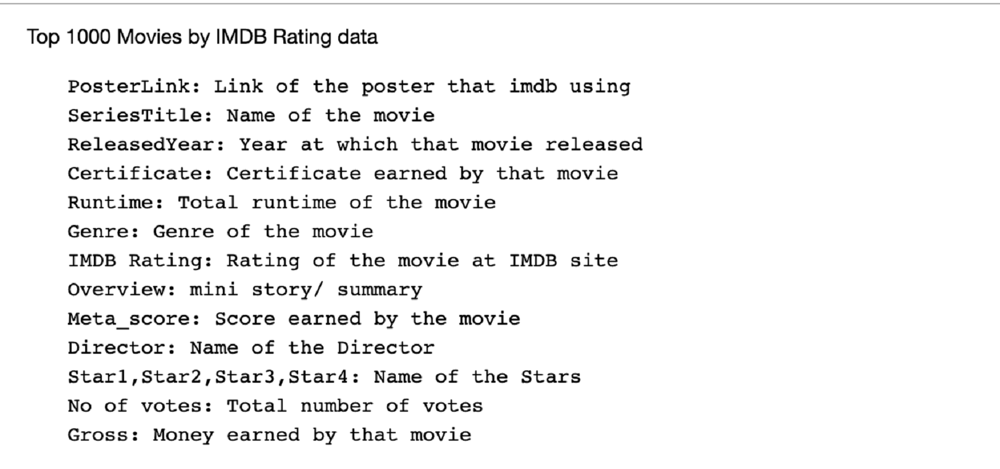 Top 1000 Movies by IMDB Rating data
PosterLink: Link of the poster that imdb using
SeriesTitle: Name of the movie
ReleasedYear: Year at which that movie released
Certificate: Certificate earned by that movie
Runtime: Total runtime of the movie
Genre: Genre of the movie
IMDB Rating: Rating of the movie at IMDB site
Overview: mini story/ summary
Meta_score: Score earned by the movie
Director: Name of the Director
Star1,Star2,Star3,Star4: Name of the Stars
No of votes: Total number of votes
Gross: Money earned by that movie